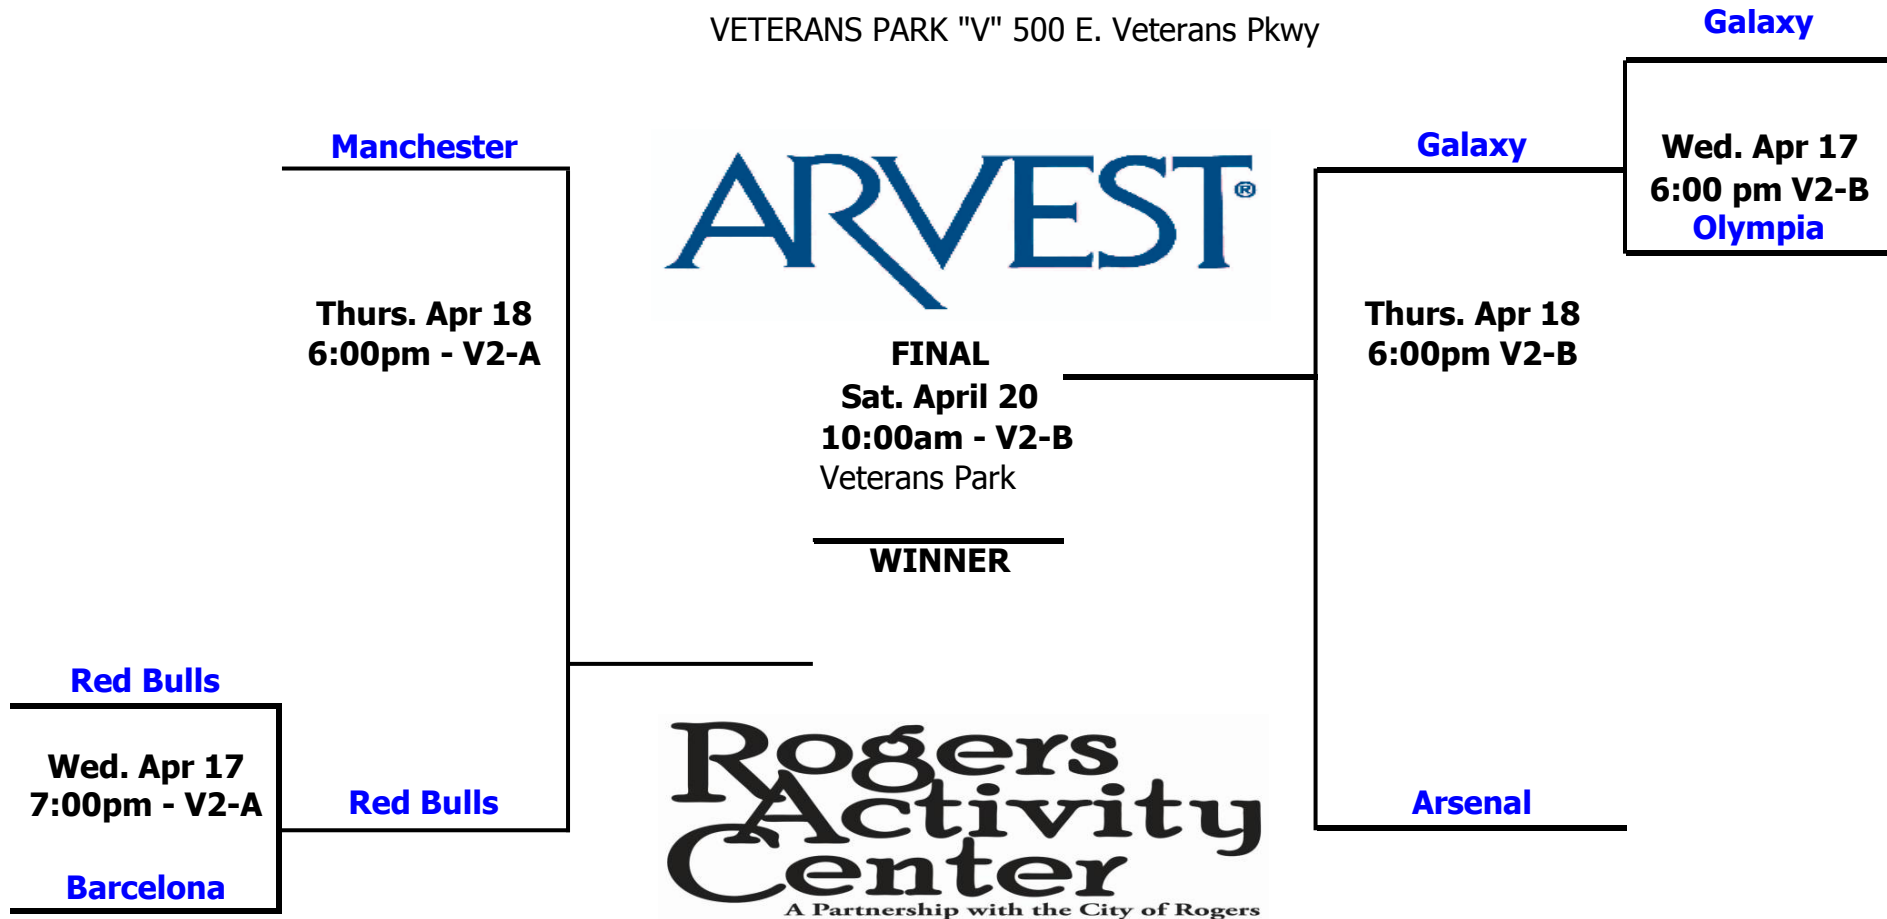 VETERANS PARK "V" 500 E. Veterans Pkwy
Galaxy
Manchester
Galaxy
Wed. Apr 17
6:00 pm V2-B
Olympia
ARVEST®
Thurs. Apr 18
6:00pm - V2-A
FINAL
Sat. April 20
10:00am - V2-B
Veterans Park
Thurs. Apr 18
6:00pm V2-B
WINNER
Red Bulls
Wed. Apr 17
7:00pm - V2-A
Red Bulls
Barcelona
Rogers
Activity
Center
A Partnership with the City of Rogers
Arsenal